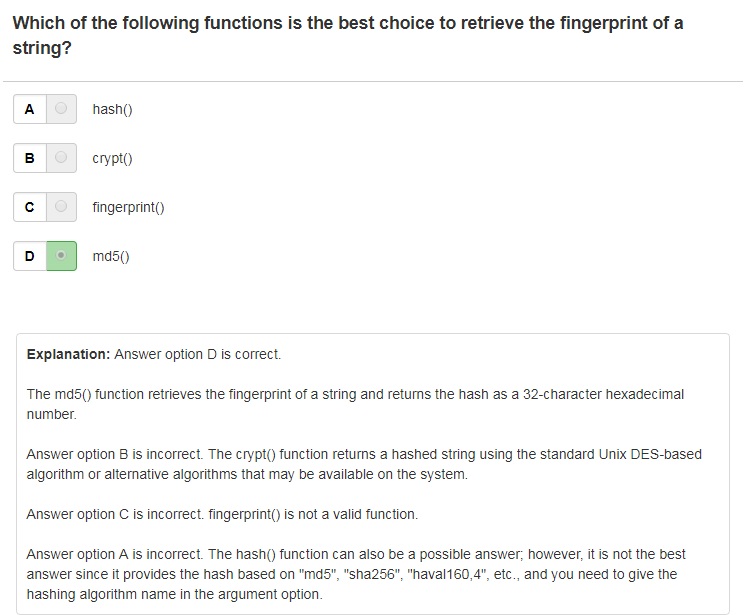 Which of the following functions is the best choice to retrieve the fingerprint of a
string?
A hash()
B crypt()
C fingerprint()
D md5()
Explanation: Answer option D is correct.
The md5() function retrieves the fingerprint of a string and returns the hash as a 32-character hexadecimal
number.
Answer option B is incorrect. The crypt() function returns a hashed string using the standard Unix DES-based
algorithm or alternative algorithms that may be available on the system.
Answer option C is incorrect. fingerprint() is not a valid function.
Answer option A is incorrect. The hash() function can also be a possible answer; however, it is not the best
answer since it provides the hash based on "md5", "sha256", "haval160,4", etc., and you need to give the
hashing algorithm name in the argument option.